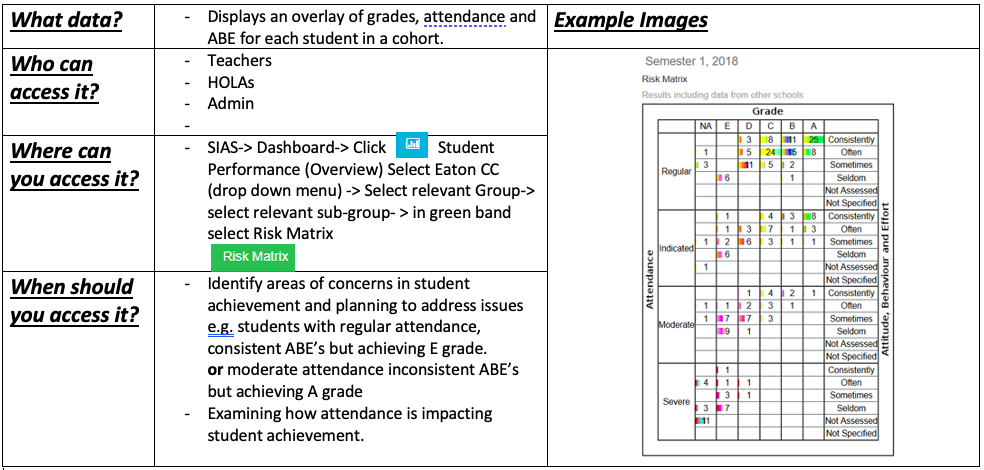 What data?
- Displays an overlay of grades, attendance and
ABE for each student in a cohort.
Example Images
Who can
access it?
- Teachers
- HOLAs
- Admin
-
Where can
you access it?
- SIAS-> Dashboard-> Click Student
Performance (Overview) Select Eaton CC
(drop down menu) -> Select relevant Group->
select relevant sub-group- > in green band
select Risk Matrix
Risk Matrix
When should
you access it?
- Identify areas of concerns in student
achievement and planning to address issues
e.g. students with regular attendance,
consistent ABE's but achieving E grade.
or moderate attendance inconsistent ABE's
but achieving A grade
- Examining how attendance is impacting
student achievement.
Semester 1, 2018
Risk Matrix
Results including data from other schools
Grade
NA E D C B A
Attendance
Attitude, Behaviour and Effort
Regular
3 8 11 25 Consistently
1 5 24 15 8 Often
3 11 5 2 Sometimes
6 1 Seldom
Not Assessed
Not Specified
Indicated
1 4 3 8 Consistently
1 3 7 1 3 Often
1 2 6 3 1 1 Sometimes
6 Seldom
1 Not Assessed
Not Specified
Moderate
1 4 2 1 Consistently
1 1 2 3 1 Often
1 7 7 3 Sometimes
9 1 Seldom
Not Assessed
Not Specified
Severe
1 Consistently
4 1 1 Often
3 1 Sometimes
3 7 Seldom
11 Not Assessed
Not Specified